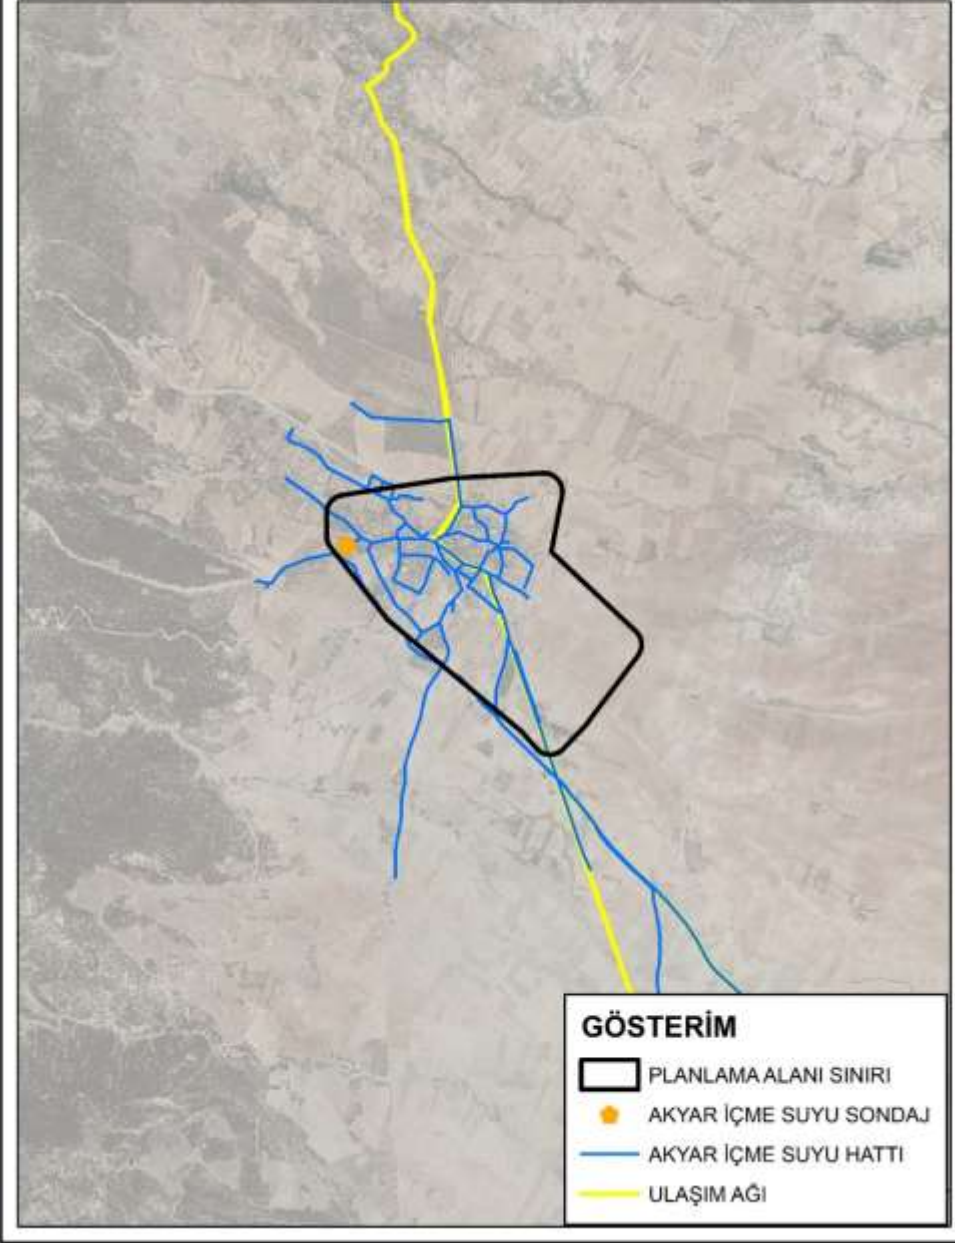 GÖSTERİM
PLANLAMA ALANI SINIRI
AKYAR İÇME SUYU SONDAJ
AKYAR İÇME SUYU HATTI
ULAŞIM AĞI